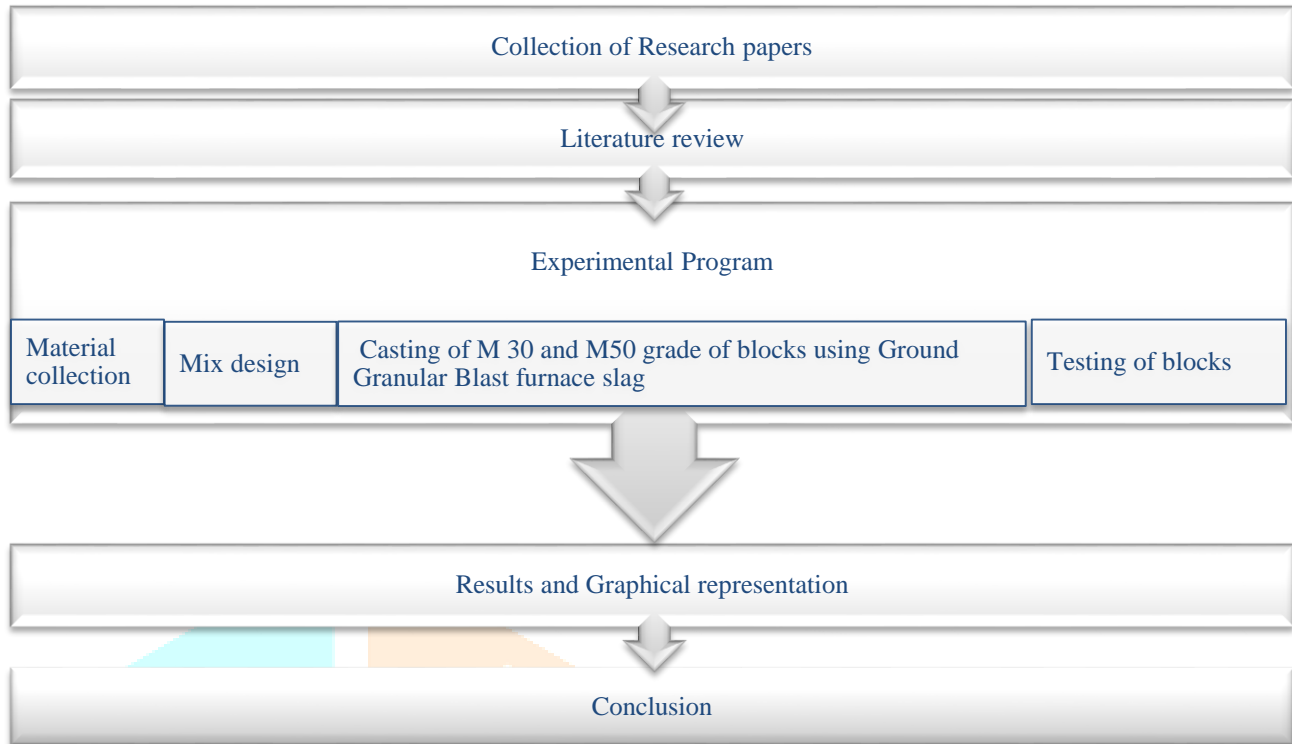 Collection of Research papers
Literature review
Experimental Program
Material
collection
Mix design
Casting of M 30 and M50 grade of blocks using Ground
Granular Blast furnace slag
Testing of blocks
Results and Graphical representation
Conclusion